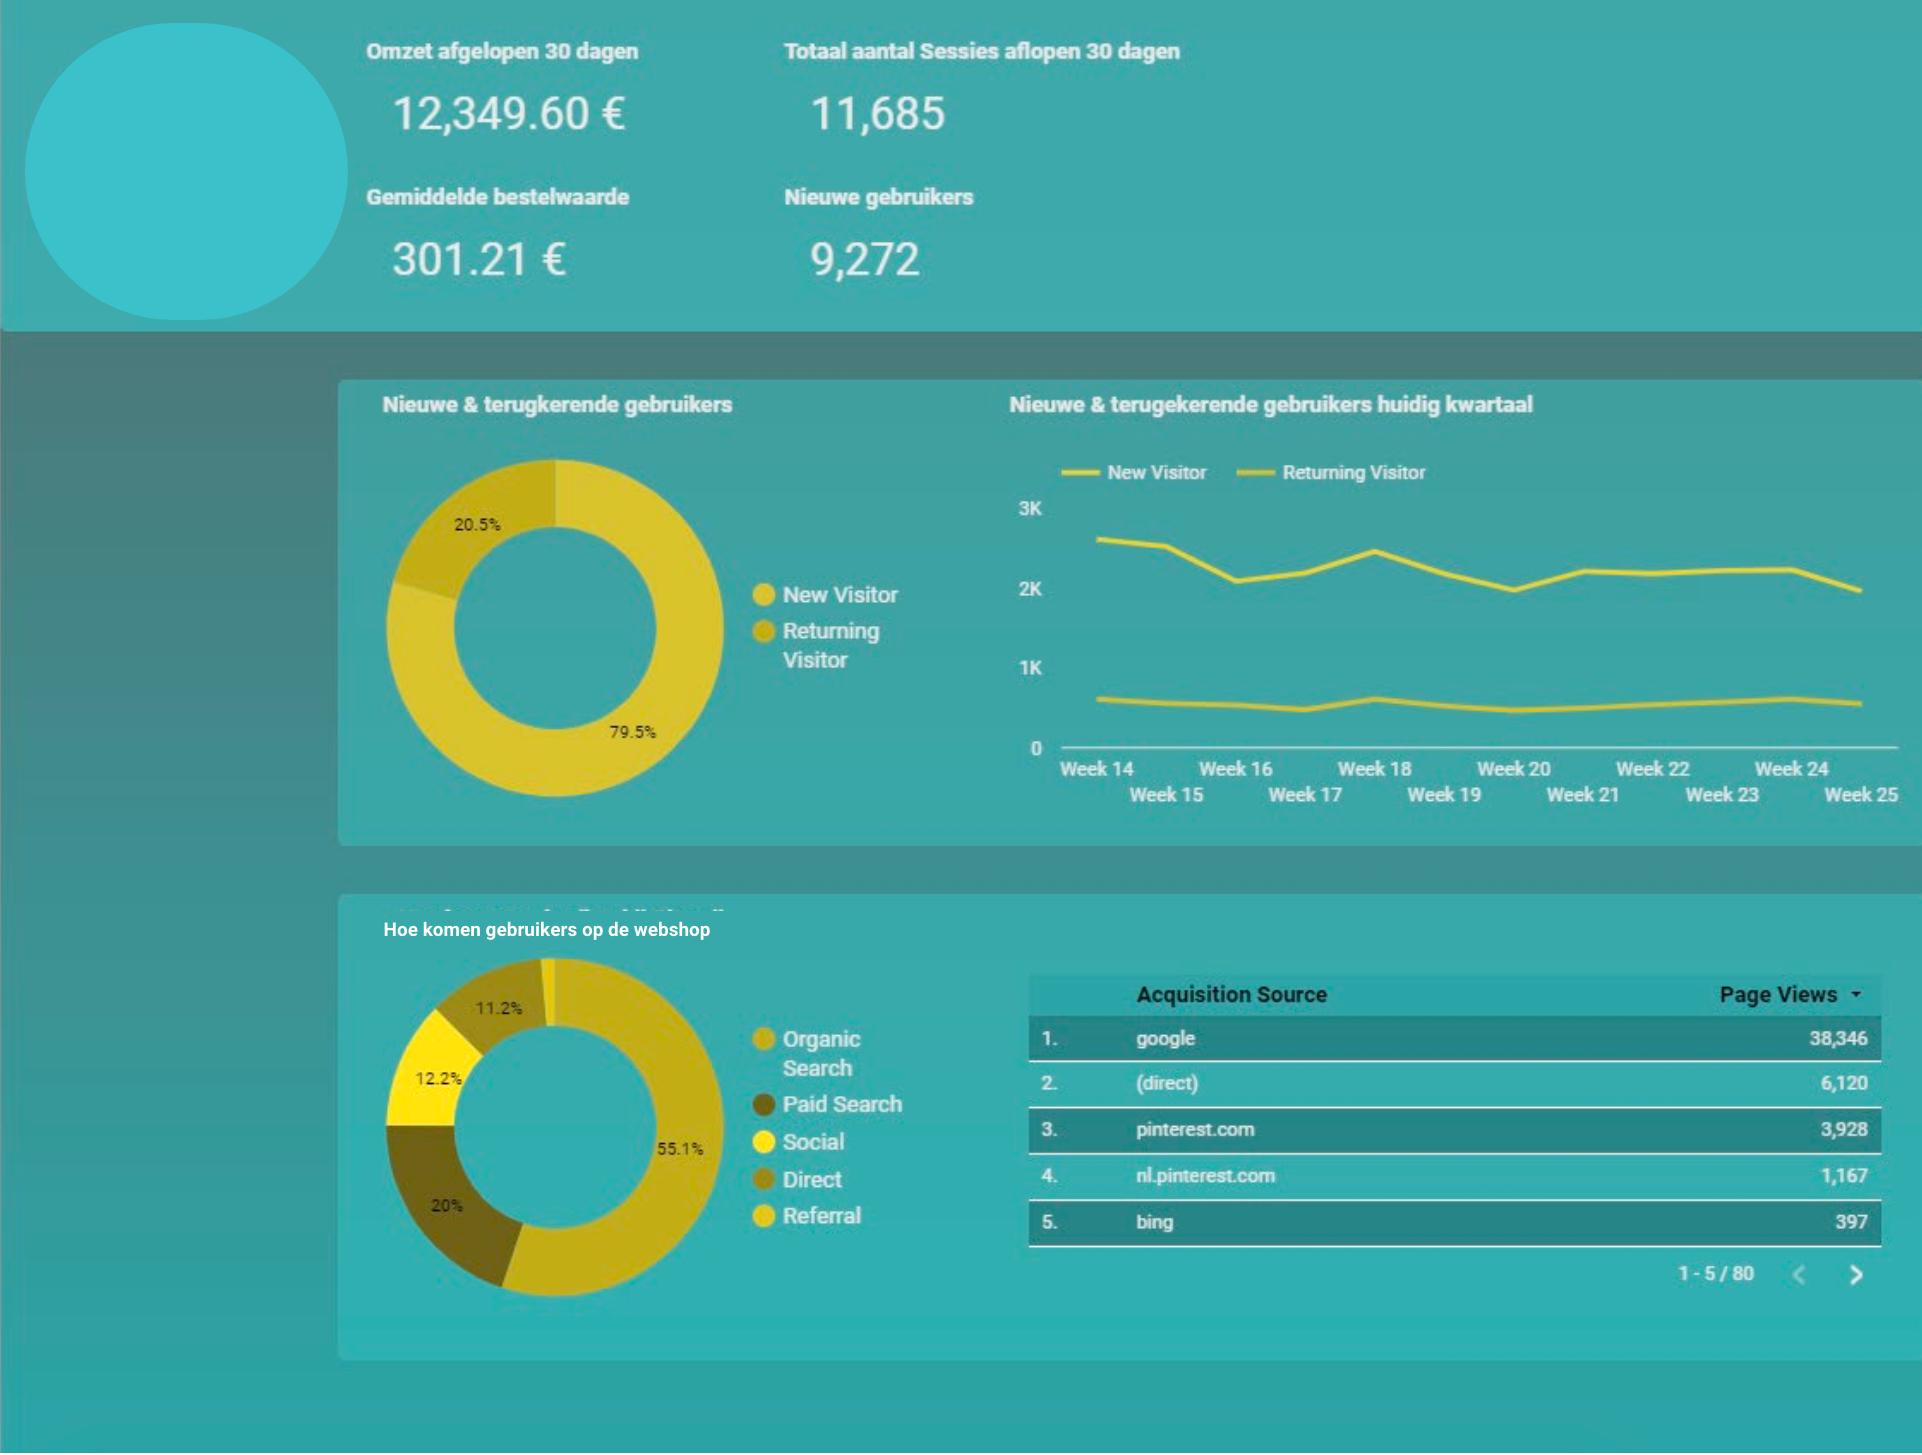 Omzet afgelopen 30 dagen
12,349.60 €
Totaal aantal Sessies aflopen 30 dagen
11,685
Gemiddelde bestelwaarde
301.21 €
Nieuwe gebruikers
9,272
Nieuwe & terugkerende gebruikers
20.5%
79.5%
New Visitor
Returning
Visitor
Nieuwe & terugekerende gebruikers huidig kwartaal
New Visitor
Returning Visitor
3K
2K
1K
0
Week 14
Week 15
Week 16
Week 17
Week 18
Week 19
Week 20
Week 21
Week 22
Week 23
Week 24
Week 25
Hoe komen gebruikers op de webshop
11.2%
12.2%
55.1%
20%
Organic
Search
Paid Search
Social
Direct
Referral
Acquisition Source Page Views
1. google 38,346
2. (direct) 6,120
3. pinterest.com 3,928
4. nl.pinterest.com 1,167
5. bing 397
1 - 5 / 80